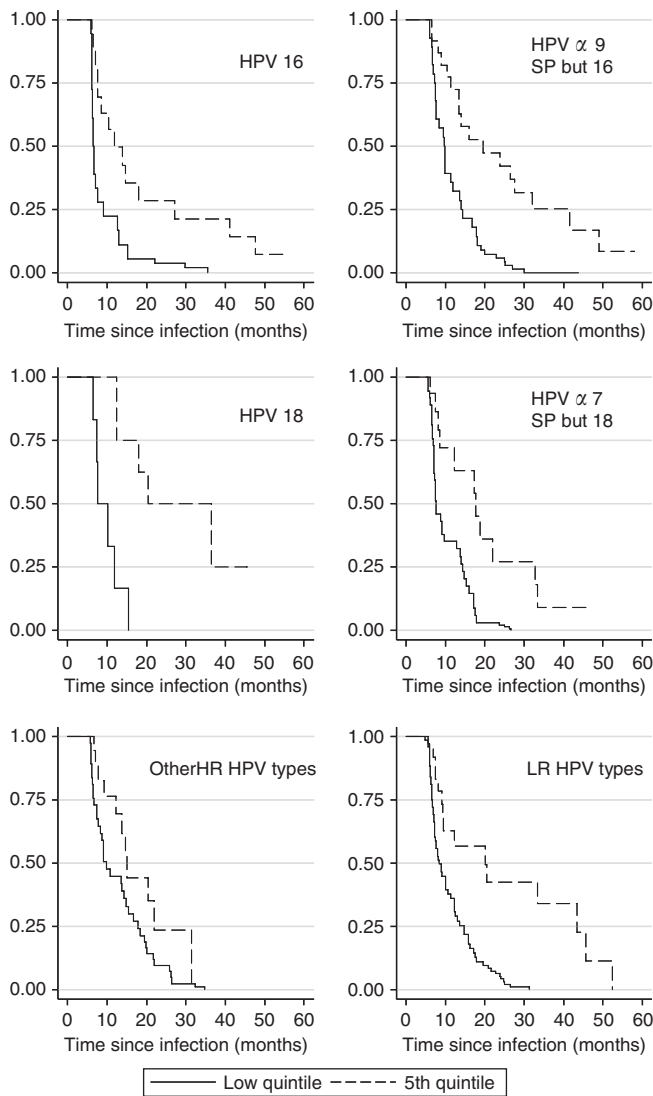 1.00
0.75
0.50
0.25
0.00
HPV 16
0 10 20 30 40 50 60
Time since infection (months)
1.00
0.75
0.50
0.25
0.00
HPV α 9
SP but 16
0 10 20 30 40 50 60
Time since infection (months)
1.00
0.75
0.50
0.25
0.00
HPV 18
0 10 20 30 40 50 60
Time since infection (months)
1.00
0.75
0.50
0.25
0.00
HPV α 7
SP but 18
0 10 20 30 40 50 60
Time since infection (months)
1.00
0.75
0.50
0.25
0.00
OtherHR HPV types
0 10 20 30 40 50 60
Time since infection (months)
1.00
0.75
0.50
0.25
0.00
LR HPV types
0 10 20 30 40 50 60
Time since infection (months)
Low quintile 5th quintile